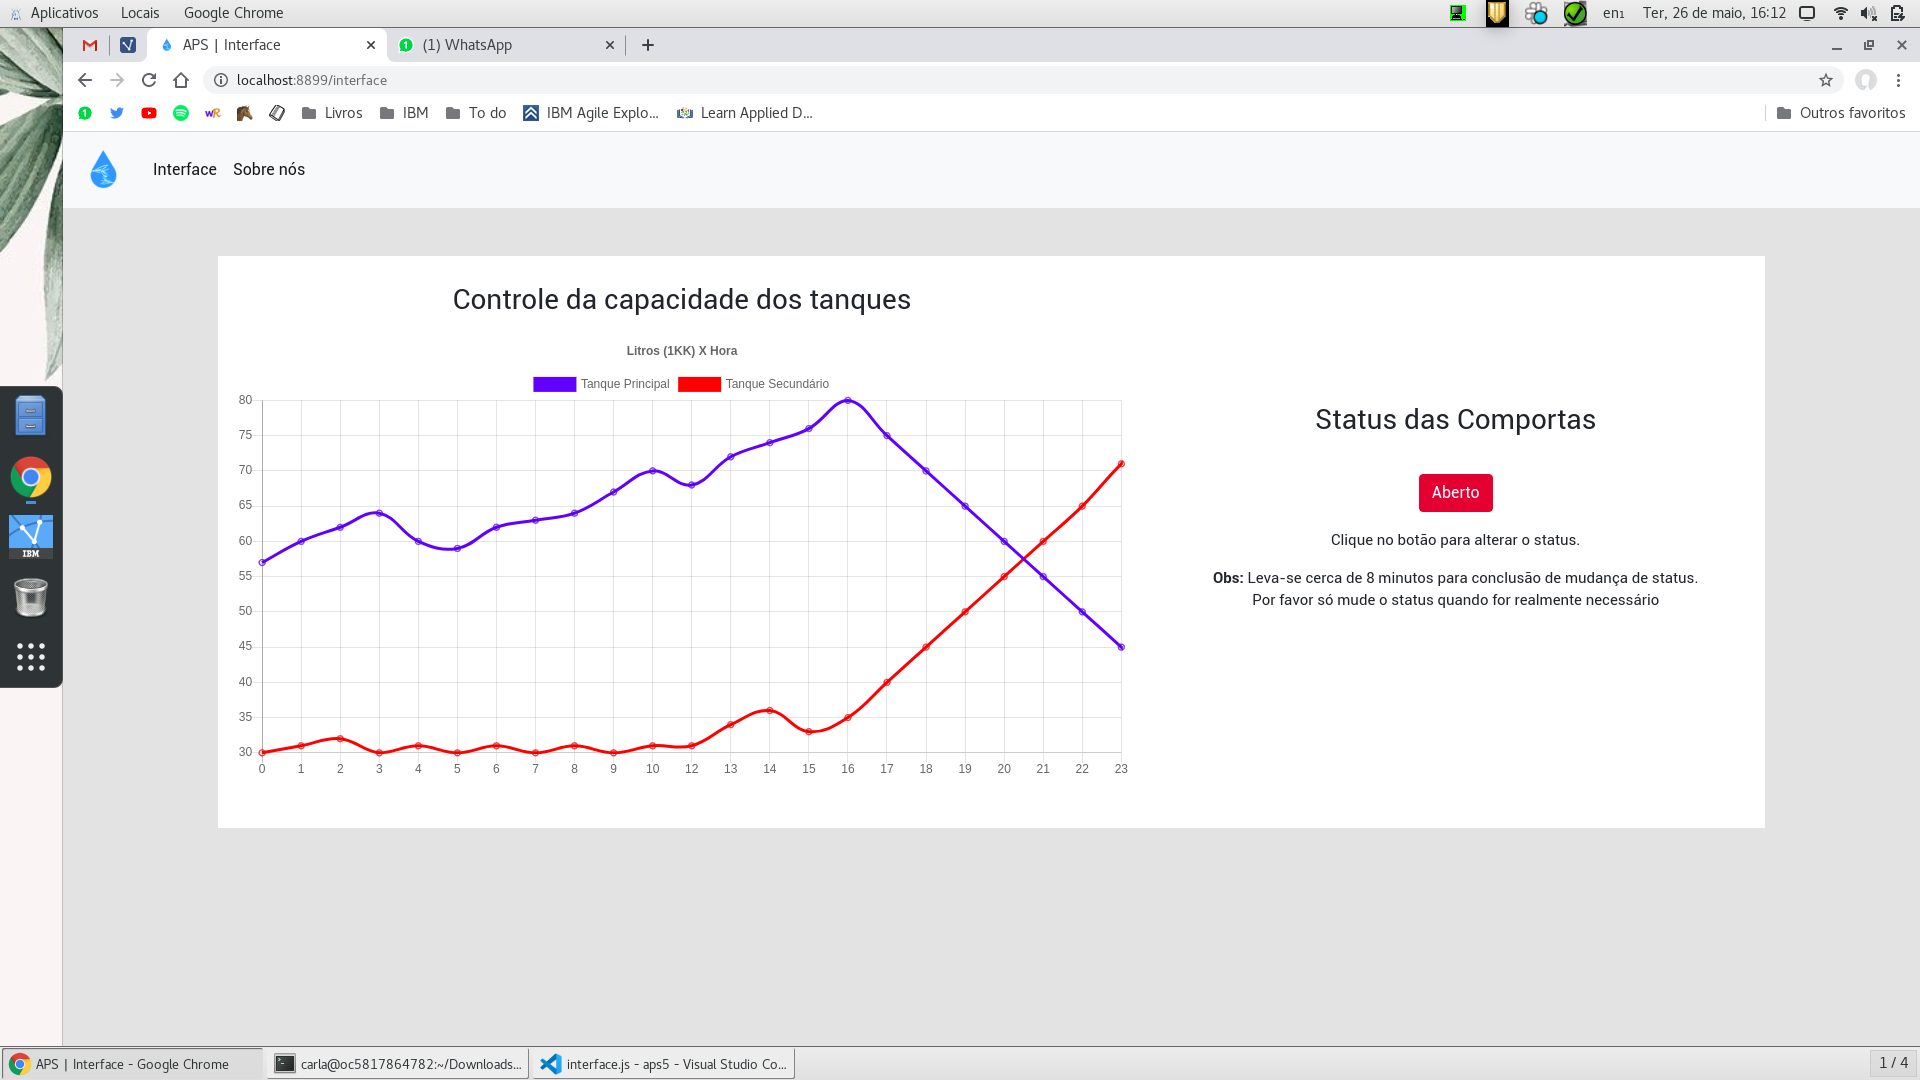 Aplicativos Locais Google Chrome en₁ Ter, 26 de maio, 16:12
APS | Interface (1) WhatsApp
localhost:8899/interface
Livros IBM To do IBM Agile Explo... Learn Applied D... Outros favoritos
Interface Sobre nós
Controle da capacidade dos tanques
Litros (1KK) X Hora
Tanque Principal Tanque Secundário
80
75
70
65
60
55
50
45
40
35
30
0 1 2 3 4 5 6 7 8 9 10 12 13 14 15 16 17 18 19 20 21 22 23
Status das Comportas
Aberto
Clique no botão para alterar o status.
Obs: Leva-se cerca de 8 minutos para conclusão de mudança de status.
Por favor só mude o status quando for realmente necessário
IBM
APS | Interface - Google Chrome carla@oc5817864782:~/Downloads... interface.js - aps5 - Visual Studio Co... 1 / 4